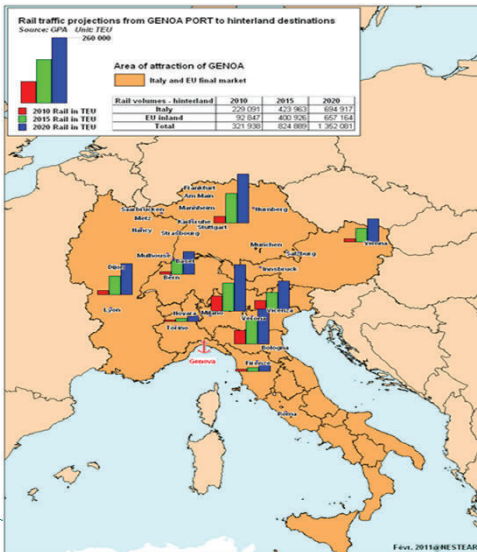 Rail traffic projections from GENOA PORT to hinterland destinations
Source: GPA Unit: TEU
260 000
Area of attraction of GENOA
Italy and EU final market
2010 Rail in TEU
2015 Rail in TEU
2020 Rail in TEU
Rail volumes - hinterland 2010 2015 2020
Italy 229 091 423 963 694 917
EU inland 92 847 400 926 657 164
Total 321 938 824 889 1 352 081
Frankfurt
Am Main
Saarbrucken Mannheim Nurnberg
Metz Karlsruhe
Stuttgart
Nancy Strasbourg
Munchen Vienna
Salzburg
Mulhouse Basel
Dijon Innsbruck
Bern
Lyon Novara Milano Vicenza
Verona
Torino
Bologna
Genova
Firenze
Roma
Févr. 2011@NESTEAR